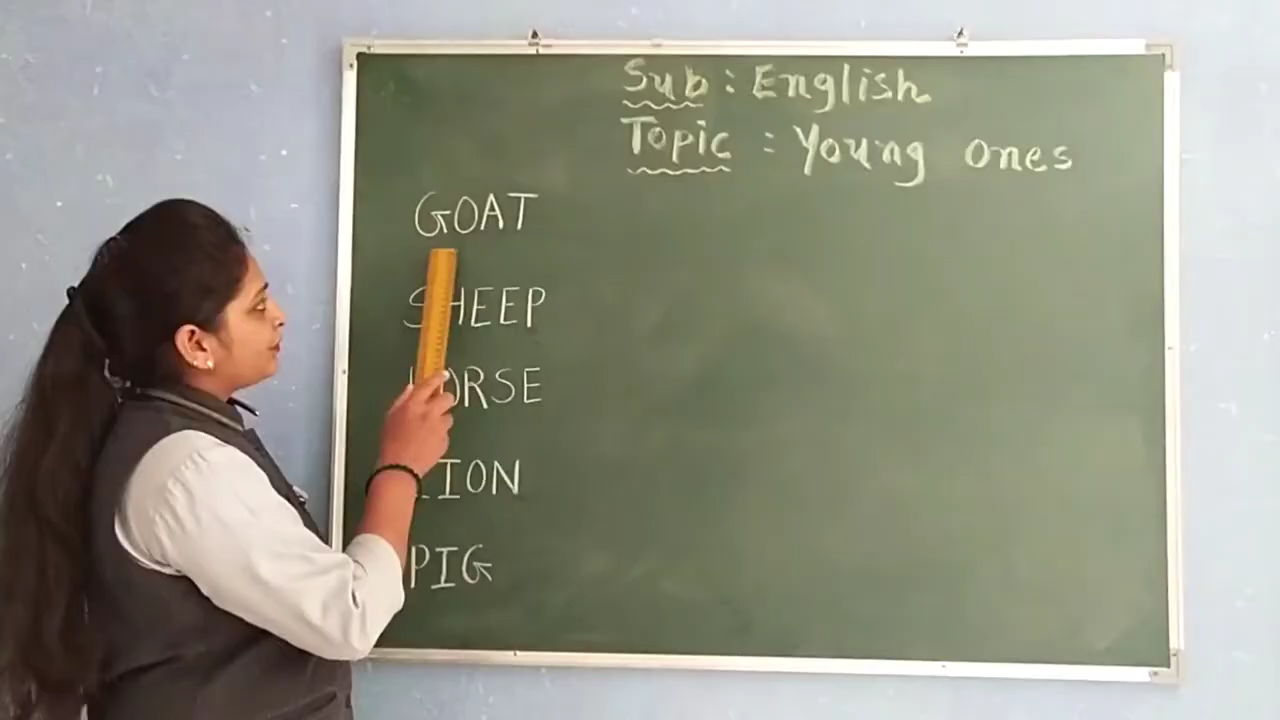 Sub : English
Topic : Young ones
GOAT
SHEEP
HORSE
LION
PIG